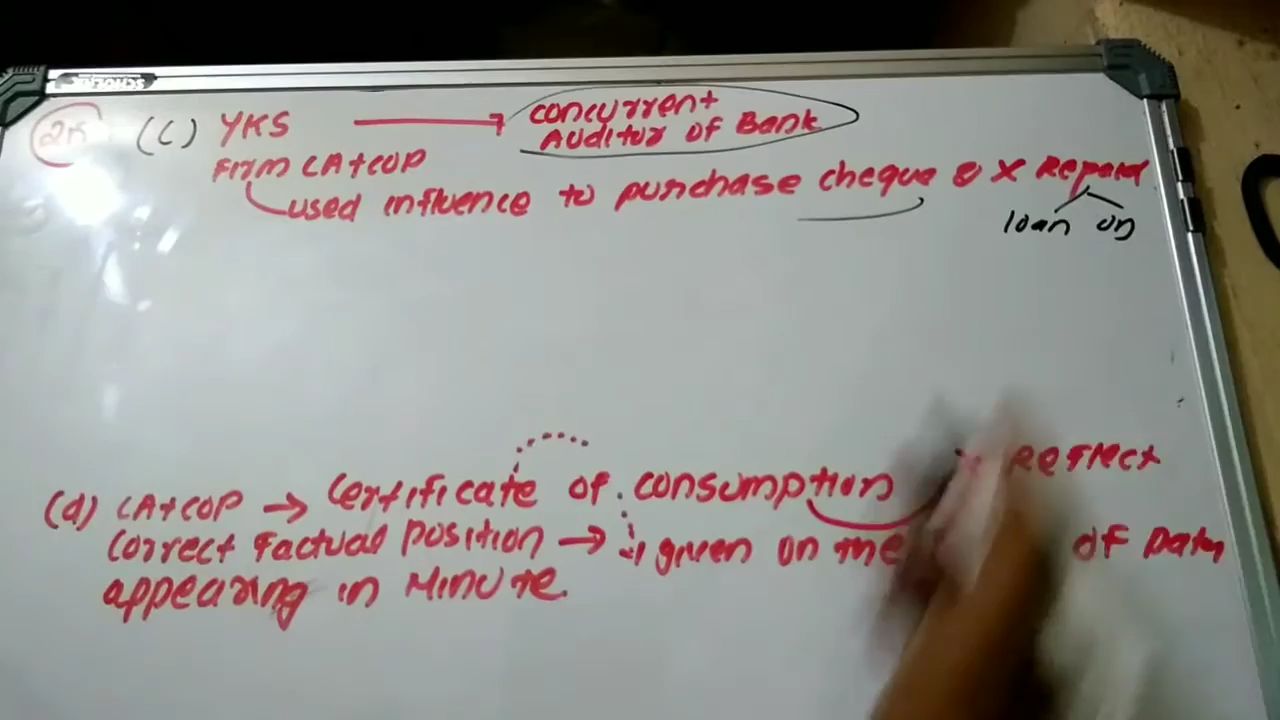 (C) YKS → concurrent
Auditor of Bank
Firm CA+COP
used influence to purchase cheque & X Repaid
loan on
(d) CA+COP → Certificate of consumption X Reflect
Correct Factual position → given on the of Data
appearing in Minute